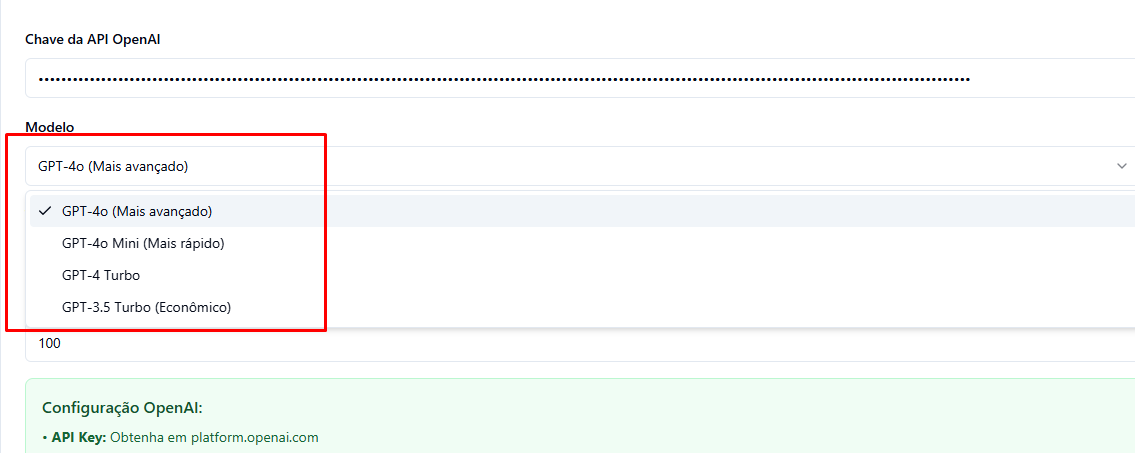 Chave da API OpenAI
••••••••••••••••••••••••••••••••••••••••••••••••••••••••••••••••••••••••••••••••••••••••••••••••••••••••••••••••••••••••••••••••••••••••••••••••••••••••••••••••••••
Modelo
GPT-4o (Mais avançado)
GPT-4o (Mais avançado)
GPT-4o Mini (Mais rápido)
GPT-4 Turbo
GPT-3.5 Turbo (Econômico)
100
Configuração OpenAI:
• API Key: Obtenha em platform.openai.com